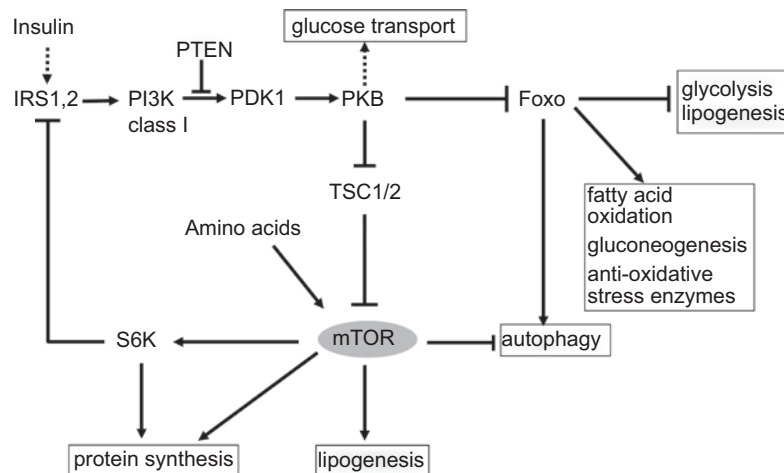 Insulin
glucose transport
PTEN
IRS1,2
PI3K
class I
PDK1
PKB
Foxo
glycolysis
lipogenesis
TSC1/2
fatty acid
oxidation
gluconeogenesis
anti-oxidative
stress enzymes
Amino acids
S6K
mTOR
autophagy
protein synthesis
lipogenesis